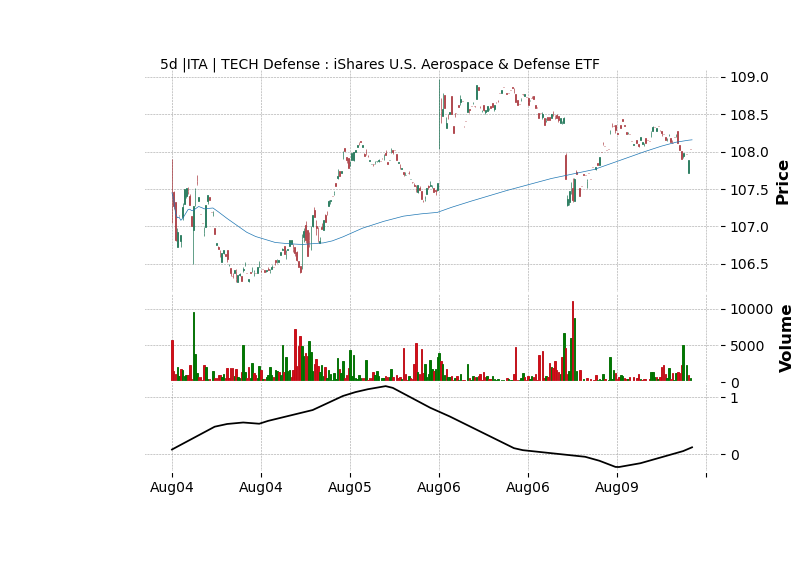 5d |ITA | TECH Defense : iShares U.S. Aerospace & Defense ETF
109.0
108.5
108.0
107.5
107.0
106.5
Price
10000
5000
0
Volume
1
0
Aug04 Aug04 Aug05 Aug06 Aug06 Aug09